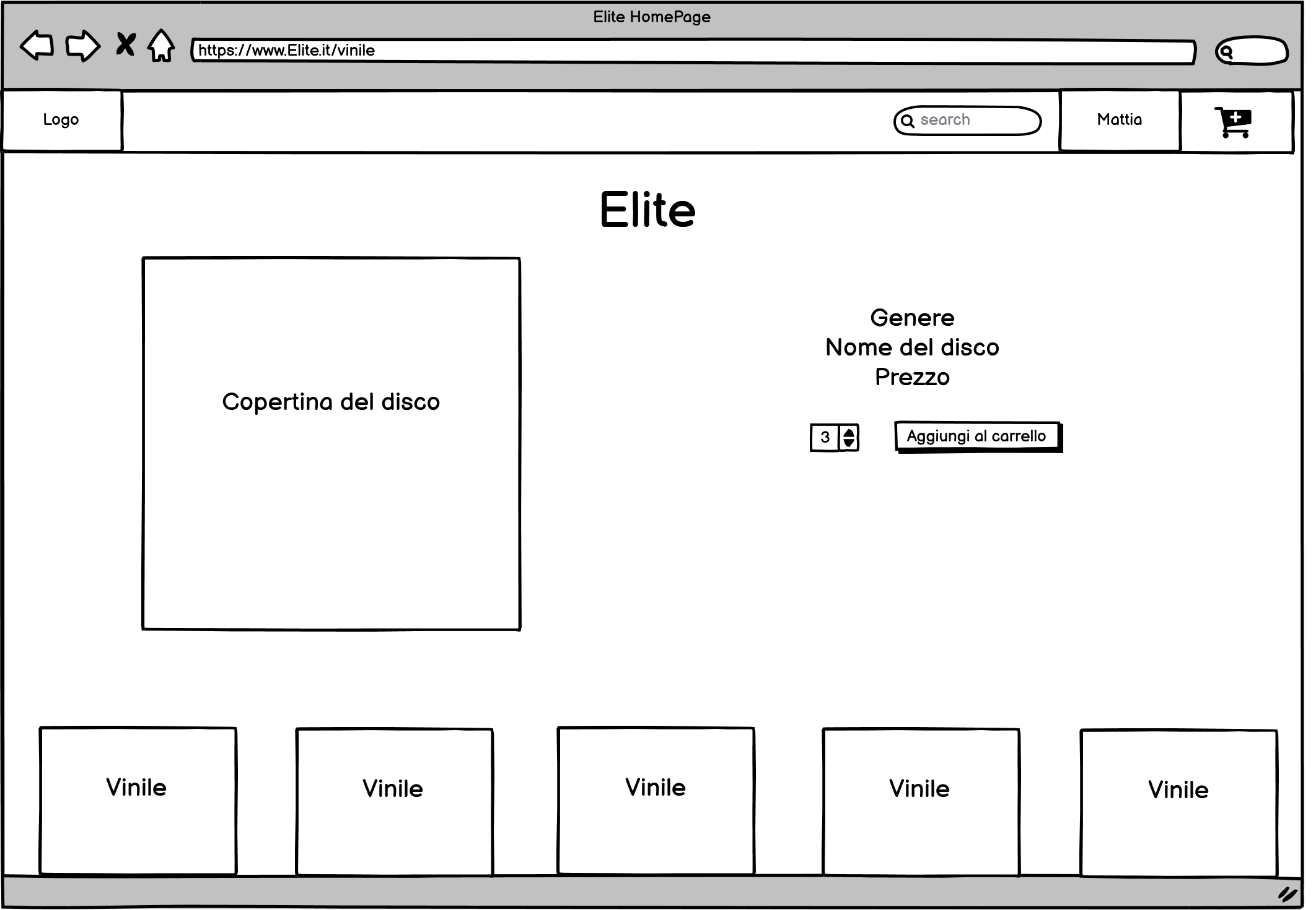 Elite HomePage
https://www.Elite.it/vinile
Logo
search
Mattia
Elite
Copertina del disco
Genere
Nome del disco
Prezzo
3
Aggiungi al carrello
Vinile
Vinile
Vinile
Vinile
Vinile